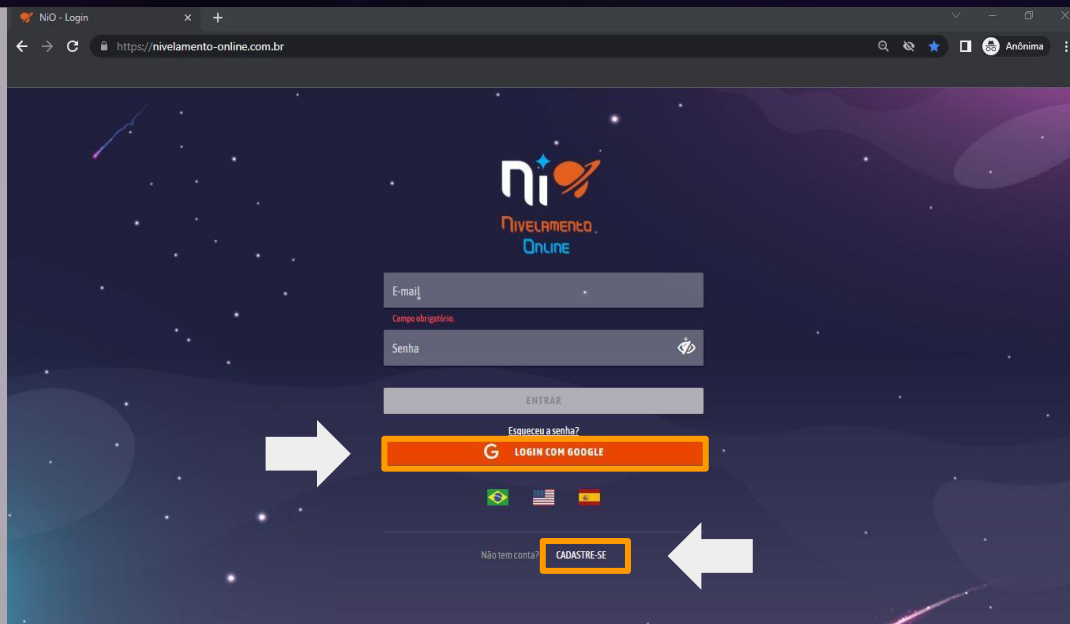 NiO - Login
https://nivelamento-online.com.br
Anônima
NiO
Nivelamento
Online
E-mail
Campo obrigatório.
Senha
ENTRAR
Esqueceu a senha?
G LOGIN COM GOOGLE
Não tem conta? CADASTRE-SE